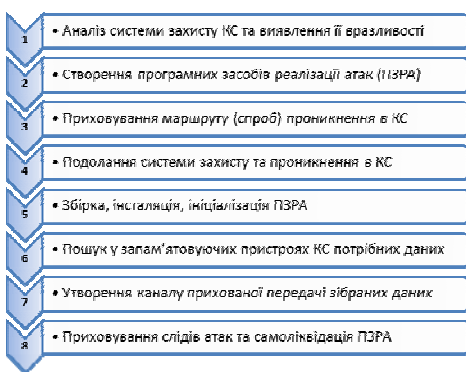 1 • Аналіз системи захисту КС та виявлення її вразливості
2 • Створення програмних засобів реалізації атак (ПЗРА)
3 • Приховування маршруту (спроб) проникнення в КС
4 • Подолання системи захисту та проникнення в КС
5 • Збірка, інсталяція, ініціалізація ПЗРА
6 • Пошук у запам'ятовуючих пристроях КС потрібних даних
7 • Утворення каналу прихованої передачі зібраних даних
8 • Приховування слідів атак та самоліквідація ПЗРА